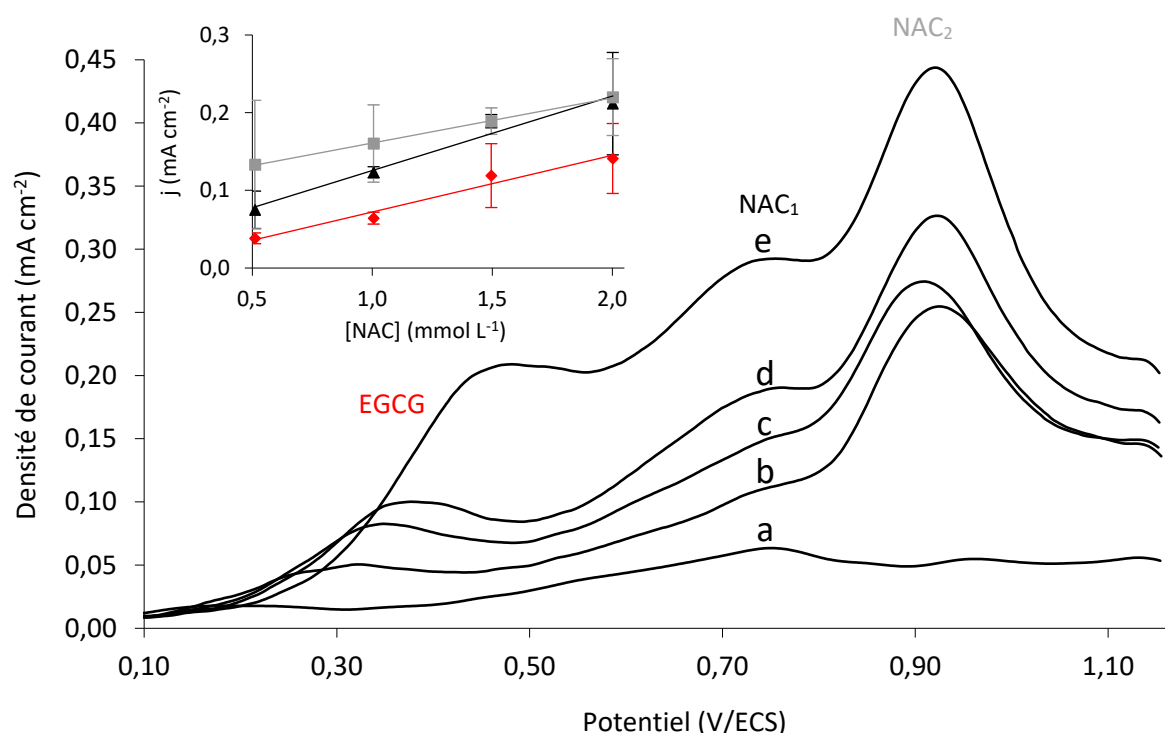 NAC₂
0,45
0,40
0,35
0,30
0,25
0,20
0,15
0,10
0,05
0,00
Densité de courant (mA cm⁻²)
0,3
0,2
0,1
0,0
j (mA cm⁻²)
0,5 1,0 1,5 2,0
[NAC] (mmol L⁻¹)
NAC₁
e
EGCG
d
c
b
a
0,10 0,30 0,50 0,70 0,90 1,10
Potentiel (V/ECS)